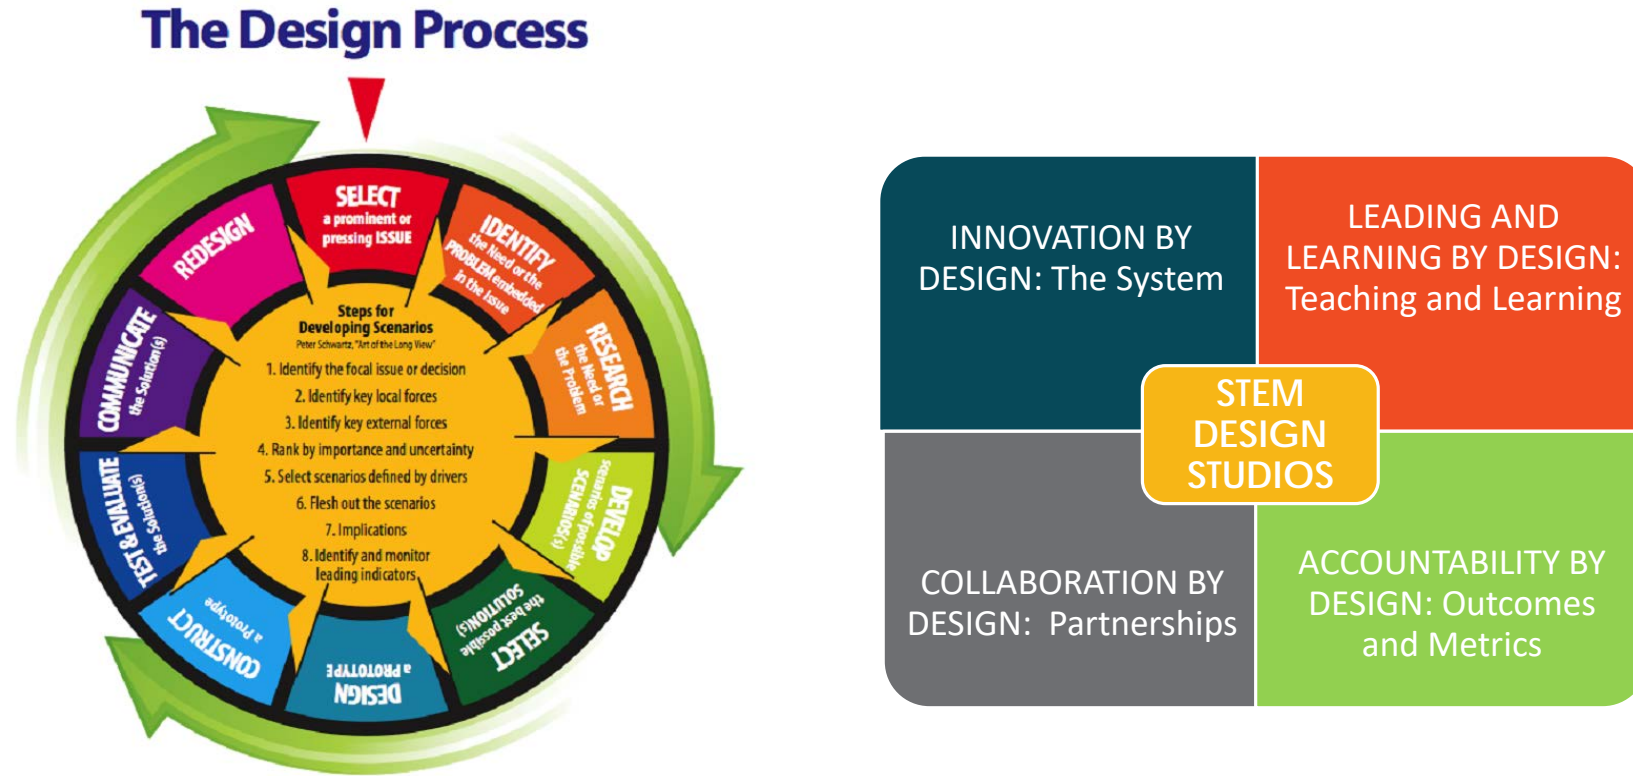 The Design Process
SELECT
a prominent or
pressing ISSUE
IDENTIFY
the Need or the
PROBLEM embedded
in the Issue
RESEARCH
the Need or
the Problem
DEVELOP
scenarios of possible
SCENARIOS(s)
SELECT
the best possible
SOLUTION(s)
DESIGN
a PROTOTYPE
CONSTRUCT
a Prototype
TEST & EVALUATE
the Solution(s)
COMMUNICATE
the Solution(s)
REDESIGN
Steps for
Developing Scenarios
Peter Schwartz, "Art of the Long View"
1. Identify the focal issue or decision
2. Identify key local forces
3. Identify key external forces
4. Rank by importance and uncertainty
5. Select scenarios defined by drivers
6. Flesh out the scenarios
7. Implications
8. Identify and monitor
leading indicators
INNOVATION BY
DESIGN: The System
LEADING AND
LEARNING BY DESIGN:
Teaching and Learning
STEM
DESIGN
STUDIOS
COLLABORATION BY
DESIGN: Partnerships
ACCOUNTABILITY BY
DESIGN: Outcomes
and Metrics